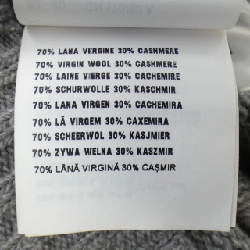 70% LANA VERGINE 30% CASHMERE
70% VIRGIN WOOL 30% CASHMERE
70% LAINE VIERGE 30% CACHEMIRE
70% SCHURWOLLE 30% KASCHMIR
70% LANA VIRGEN 30% CACHEMIRA
70% LÃ VIRGEM 30% CAXEMIRA
70% SCHEERWOL 30% KASJMIER
70% ŻYWA WEŁNA 30% KASZMIR
70% LÂNĂ VIRGINĂ 30% CAŞMIR